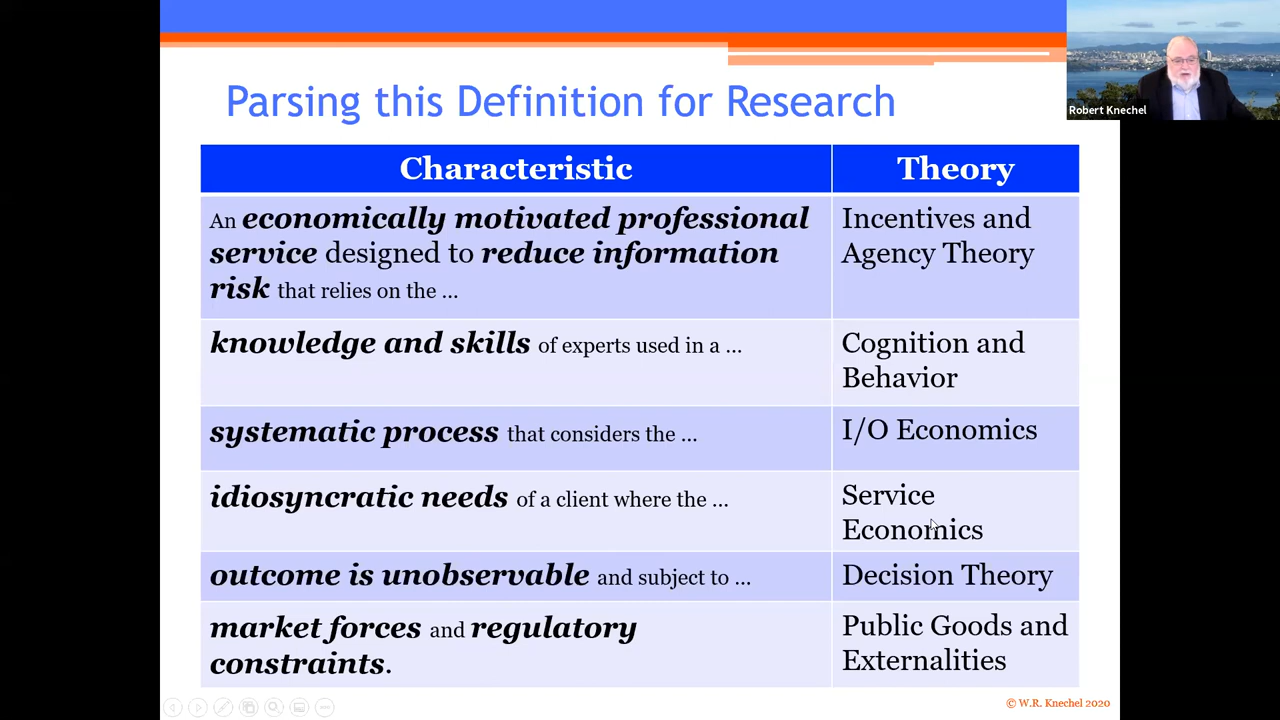 Parsing this Definition for Research
Robert Knechel
Characteristic
Theory
An economically motivated professional
service designed to reduce information
risk that relies on the ...
Incentives and
Agency Theory
knowledge and skills of experts used in a ...
Cognition and
Behavior
systematic process that considers the ...
I/O Economics
idiosyncratic needs of a client where the ...
Service
Economics
outcome is unobservable and subject to ...
Decision Theory
market forces and regulatory
constraints.
Public Goods and
Externalities
© W.R. Knechel 2020